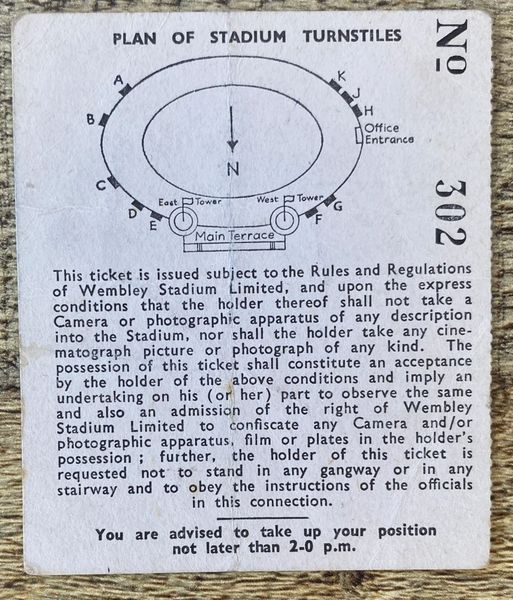 PLAN OF STADIUM TURNSTILES
No 302
A
B
C
D
E
K
J
H
Office
Entrance
N
East Tower
West Tower
G
F
Main Terrace
This ticket is issued subject to the Rules and Regulations
of Wembley Stadium Limited, and upon the express
conditions that the holder thereof shall not take a
Camera or photographic apparatus of any description
into the Stadium, nor shall the holder take any cine-
matograph picture or photograph of any kind. The
possession of this ticket shall constitute an acceptance
by the holder of the above conditions and imply an
undertaking on his (or her) part to observe the same
and also an admission of the right of Wembley
Stadium Limited to confiscate any Camera and/or
photographic apparatus, film or plates in the holder's
possession ; further, the holder of this ticket is
requested not to stand in any gangway or in any
stairway and to obey the instructions of the officials
in this connection.
You are advised to take up your position
not later than 2-0 p.m.